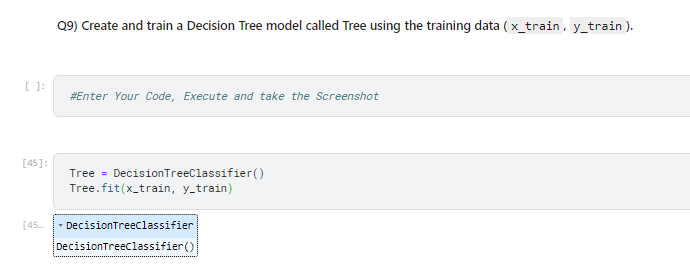 Q9) Create and train a Decision Tree model called Tree using the training data ( x_train , y_train ).
[ ]:
#Enter Your Code, Execute and take the Screenshot
[45]:
Tree = DecisionTreeClassifier()
Tree.fit(x_train, y_train)
[45…
▾ DecisionTreeClassifier
DecisionTreeClassifier()